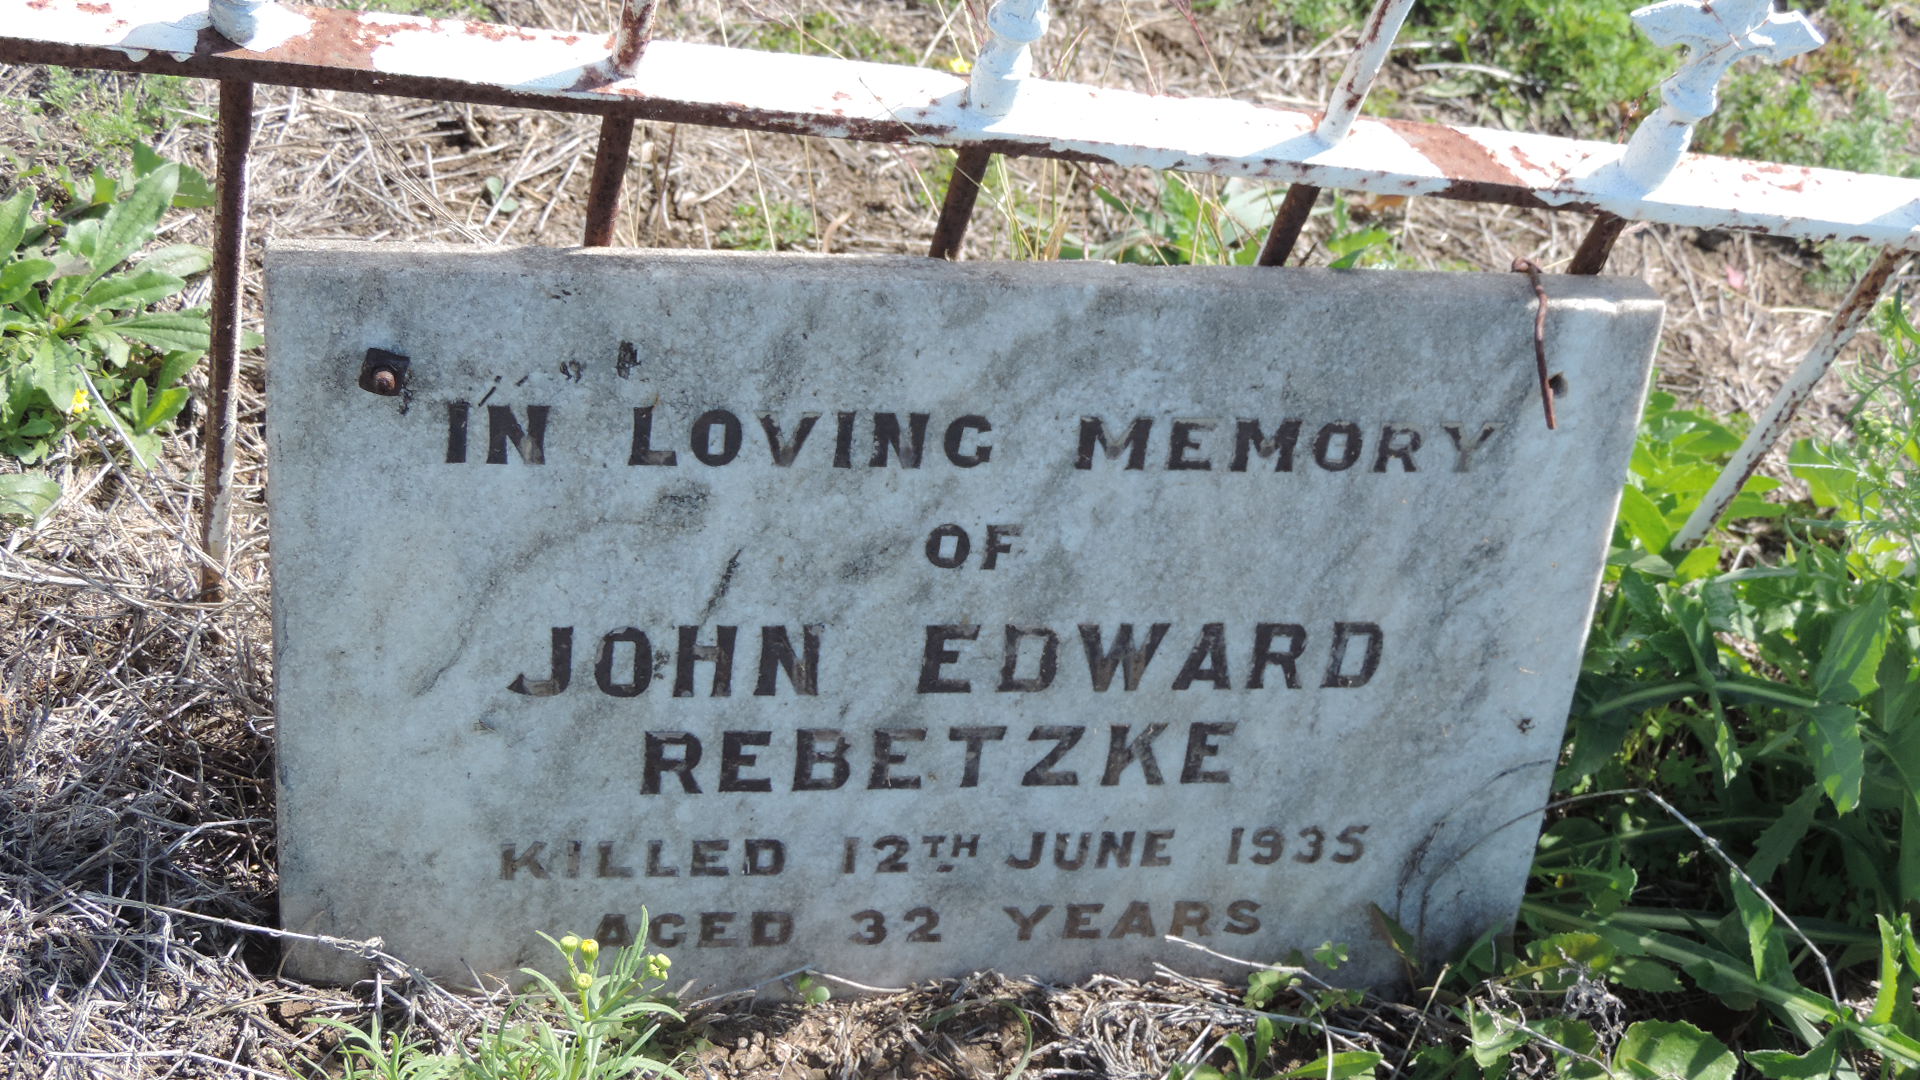 IN LOVING MEMORY
OF
JOHN EDWARD
REBETZKE
KILLED 12TH JUNE 1935
AGED 32 YEARS